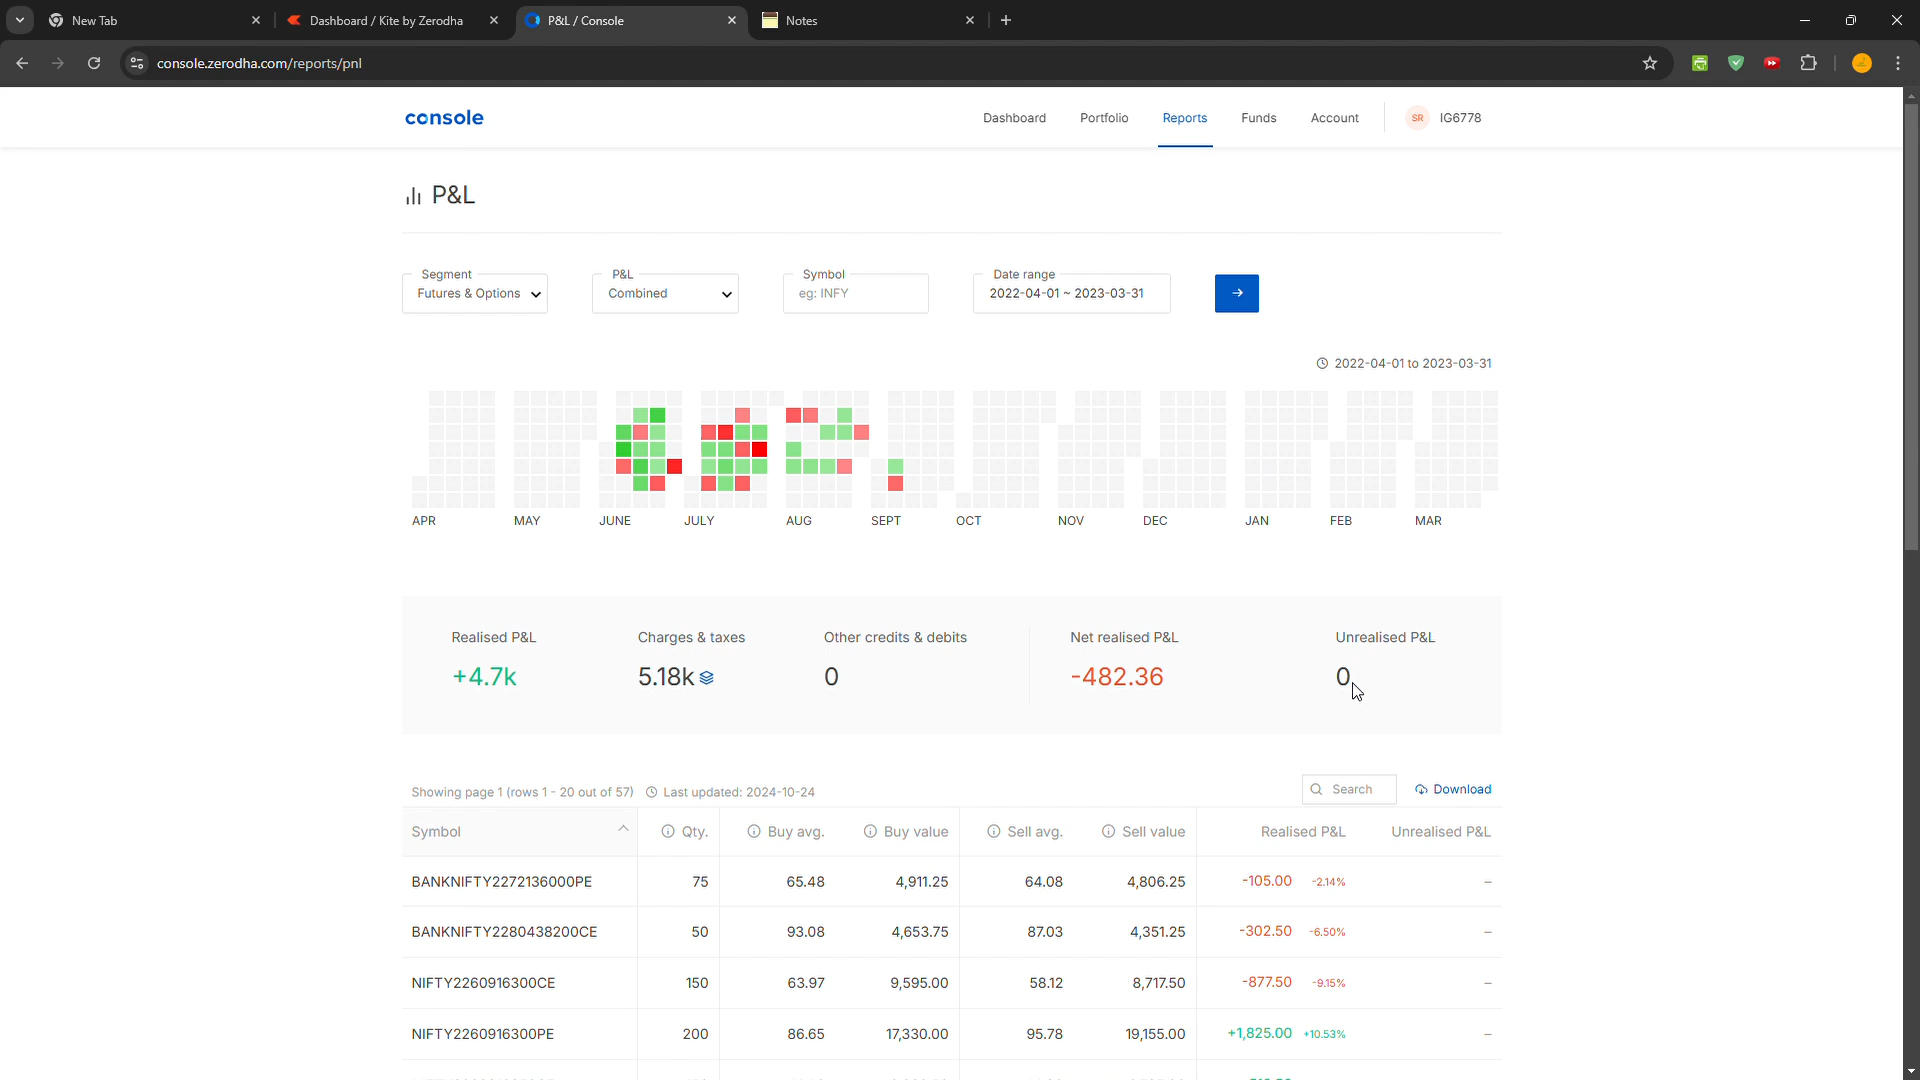 New Tab
Dashboard / Kite by Zerodha
P&L / Console
Notes
console.zerodha.com/reports/pnl
console
Dashboard
Portfolio
Reports
Funds
Account
SR
IG6778
P&L
Segment
Futures & Options
P&L
Combined
Symbol
eg: INFY
Date range
2022-04-01 ~ 2023-03-31
2022-04-01 to 2023-03-31
APR MAY JUNE JULY AUG SEPT OCT NOV DEC JAN FEB MAR
Realised P&L Charges & taxes Other credits & debits Net realised P&L Unrealised P&L
+4.7k 5.18k 0 -482.36 0
Showing page 1 (rows 1 - 20 out of 57) Last updated: 2024-10-24
Search
Download
Symbol Qty. Buy avg. Buy value Sell avg. Sell value Realised P&L Unrealised P&L
BANKNIFTY2272136000PE 75 65.48 4,911.25 64.08 4,806.25 -105.00 -2.14% –
BANKNIFTY2280438200CE 50 93.08 4,653.75 87.03 4,351.25 -302.50 -6.50% –
NIFTY2260916300CE 150 63.97 9,595.00 58.12 8,717.50 -877.50 -9.15% –
NIFTY2260916300PE 200 86.65 17,330.00 95.78 19,155.00 +1,825.00 +10.53% –